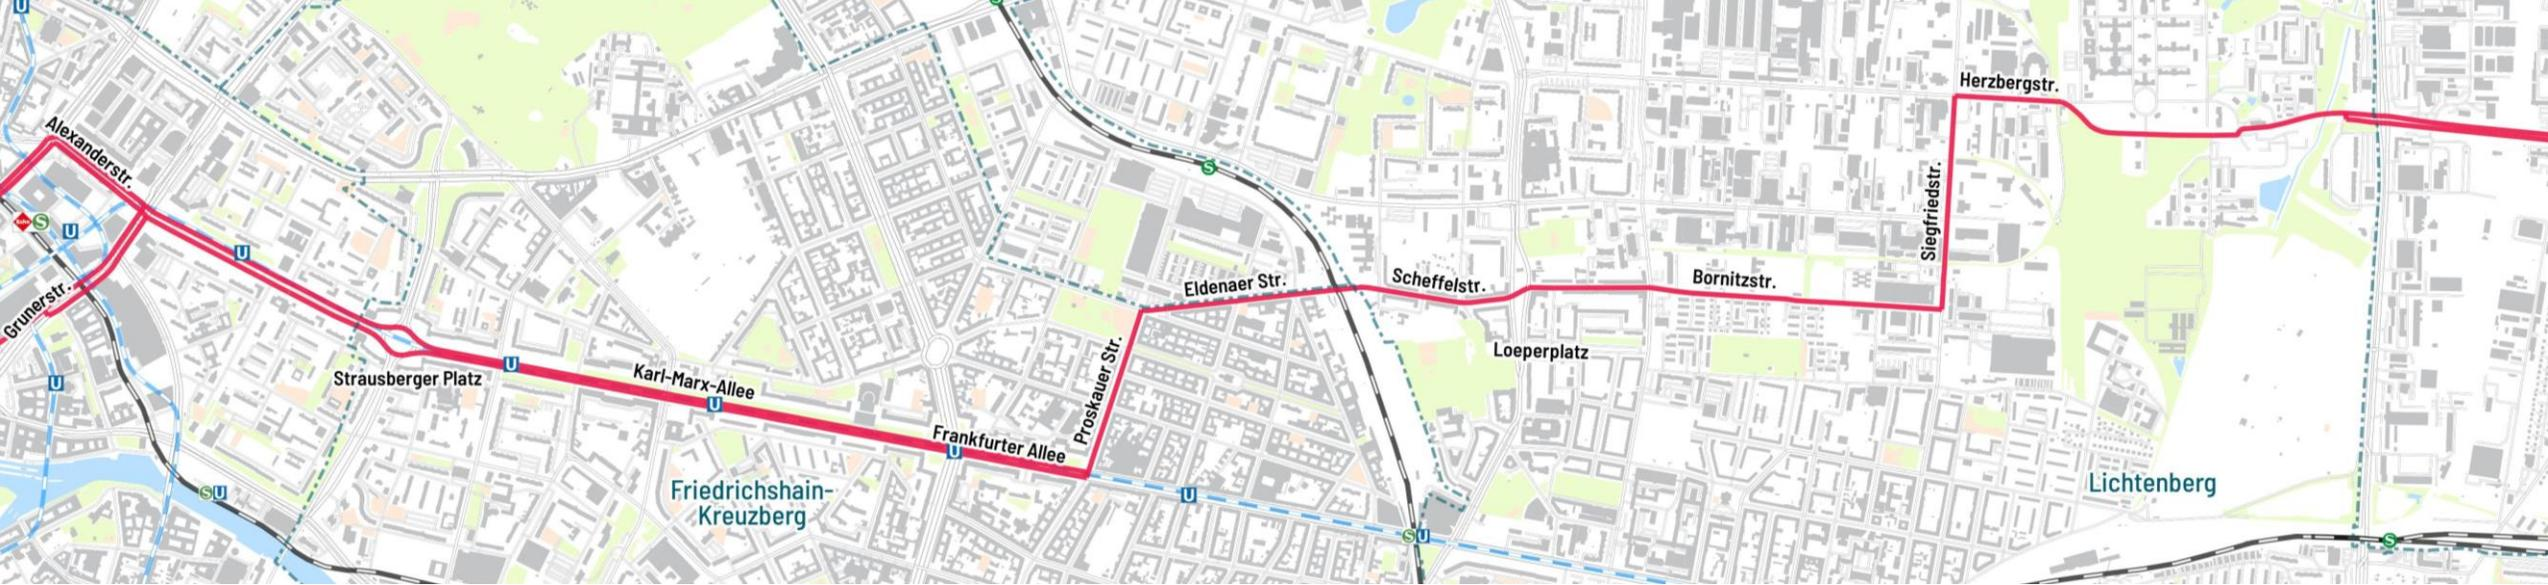 Alexanderstr.
Grunerstr.
Strausberger Platz
Karl-Marx-Allee
Frankfurter Allee
Friedrichshain-
Kreuzberg
Proskauer Str.
Eldenaer Str.
Scheffelstr.
Loeperplatz
Bornitzstr.
Siegfriedstr.
Herzbergstr.
Lichtenberg
U
S
U
U
U
U
S U
U
U
U
U
S
S U
S